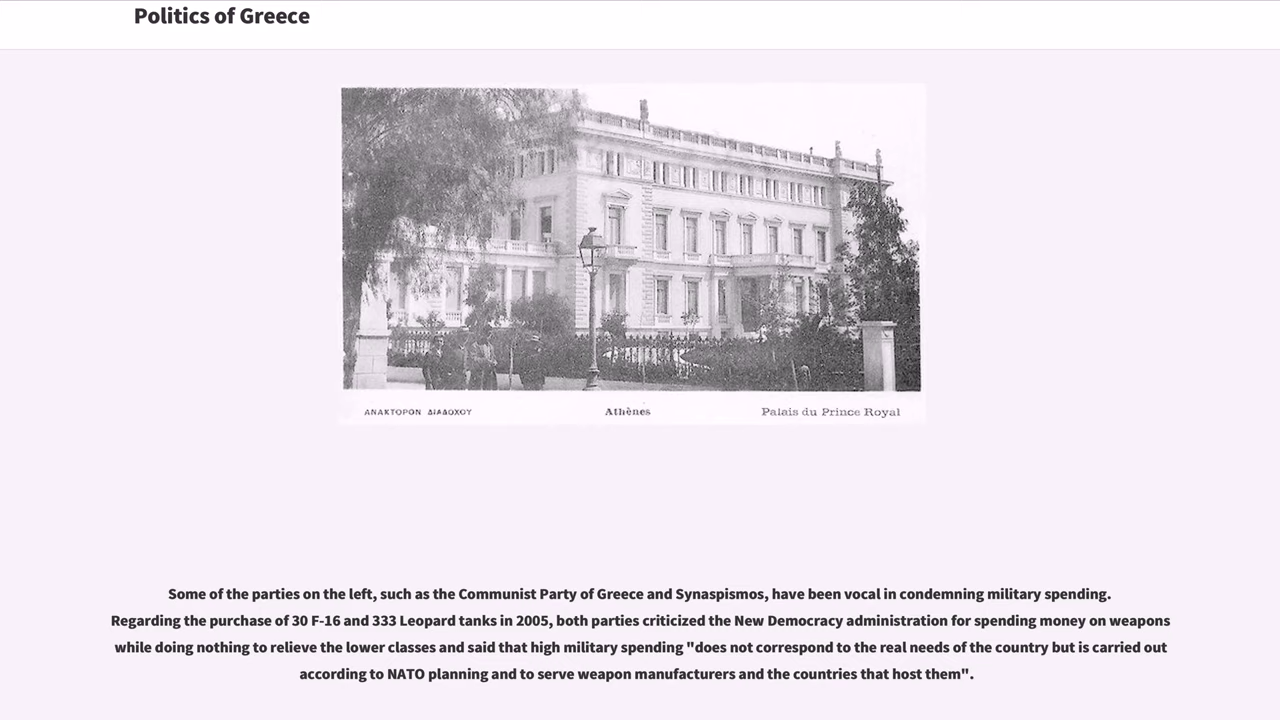 Politics of Greece
ΑΝΑΚΤΟΡΟΝ ΔΙΑΔΟΧΟΥ
Athènes
Palais du Prince Royal
Some of the parties on the left, such as the Communist Party of Greece and Synaspismos, have been vocal in condemning military spending.
Regarding the purchase of 30 F-16 and 333 Leopard tanks in 2005, both parties criticized the New Democracy administration for spending money on weapons
while doing nothing to relieve the lower classes and said that high military spending "does not correspond to the real needs of the country but is carried out
according to NATO planning and to serve weapon manufacturers and the countries that host them".